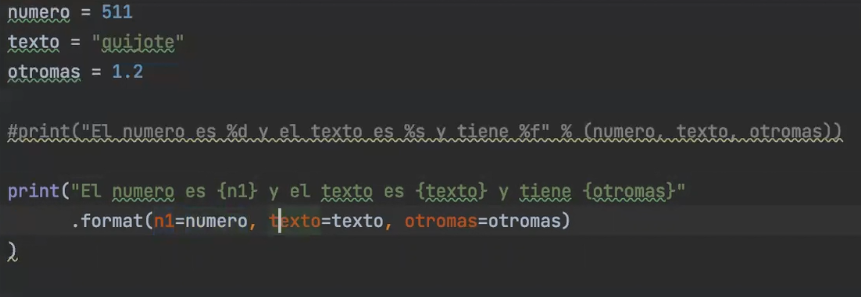 numero = 511
texto = "quijote"
otromas = 1.2
#print("El numero es %d y el texto es %s y tiene %f" % (numero, texto, otromas))
print("El numero es {n1} y el texto es {texto} y tiene {otromas}"
.format(n1=numero, texto=texto, otromas=otromas)
)